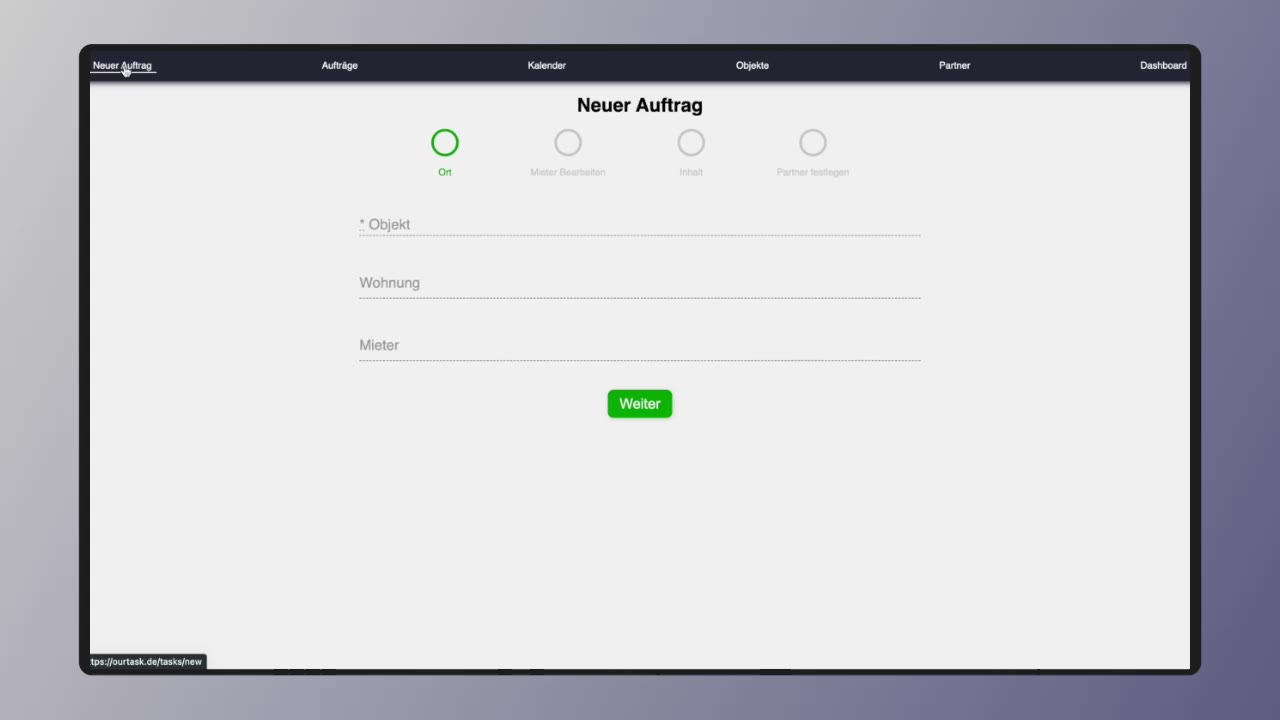 Neuer Auftrag Aufträge Kalender Objekte Partner Dashboard
Neuer Auftrag
Ort Mieter Bearbeiten Inhalt Partner festlegen
* Objekt
Wohnung
Mieter
Weiter
tps://ourtask.de/tasks/new